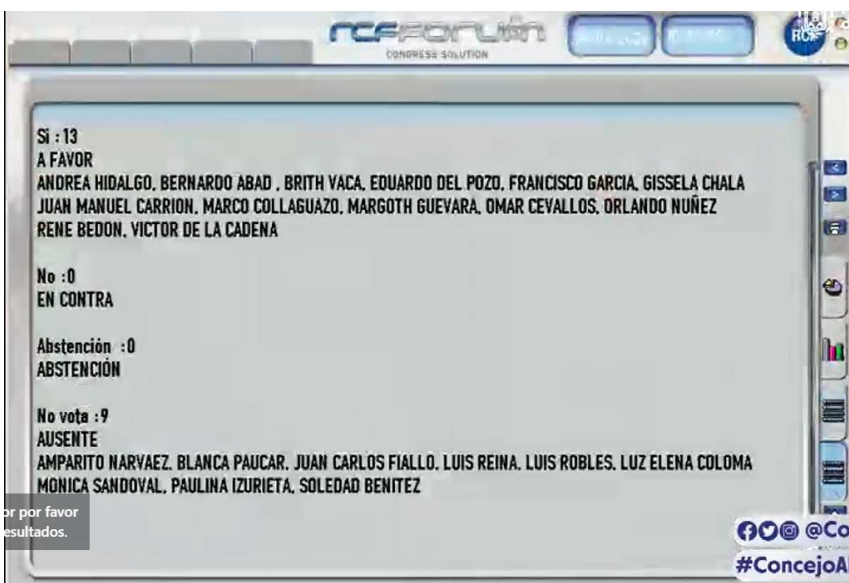 rcf FORUM
CONGRESS SOLUTION
RCF
Si : 13
A FAVOR
ANDREA HIDALGO, BERNARDO ABAD , BRITH VACA, EDUARDO DEL POZO, FRANCISCO GARCIA, GISSELA CHALA
JUAN MANUEL CARRION, MARCO COLLAGUAZO, MARGOTH GUEVARA, OMAR CEVALLOS, ORLANDO NUÑEZ
RENE BEDON, VICTOR DE LA CADENA
No :0
EN CONTRA
Abstención :0
ABSTENCIÓN
No vota :9
AUSENTE
AMPARITO NARVAEZ, BLANCA PAUCAR, JUAN CARLOS FIALLO, LUIS REINA, LUIS ROBLES, LUZ ELENA COLOMA
MONICA SANDOVAL, PAULINA IZURIETA, SOLEDAD BENITEZ
or por favor
esultados.
@Co
#ConcejoA